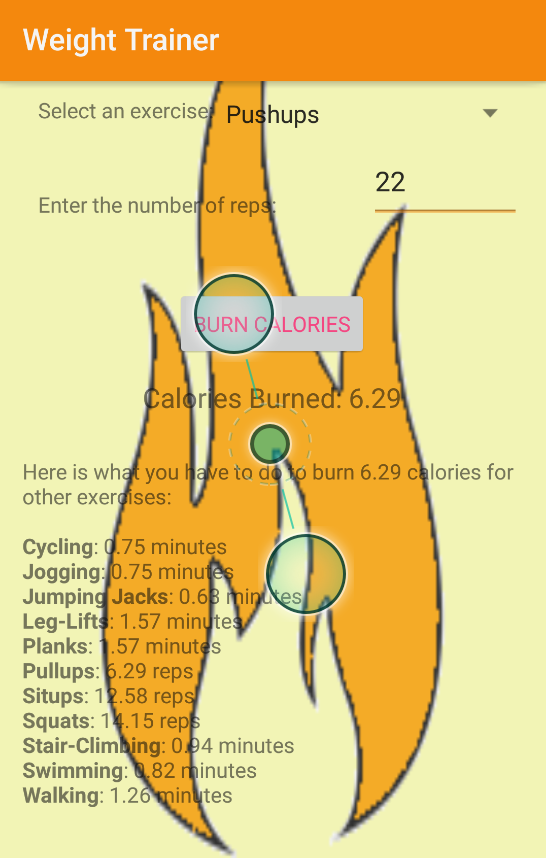 Weight Trainer
Select an exercise: Pushups
Enter the number of reps: 22
BURN CALORIES
Calories Burned: 6.29
Here is what you have to do to burn 6.29 calories for
other exercises:
Cycling: 0.75 minutes
Jogging: 0.75 minutes
Jumping Jacks: 0.63 minutes
Leg-Lifts: 1.57 minutes
Planks: 1.57 minutes
Pullups: 6.29 reps
Situps: 12.58 reps
Squats: 14.15 reps
Stair-Climbing: 0.94 minutes
Swimming: 0.82 minutes
Walking: 1.26 minutes